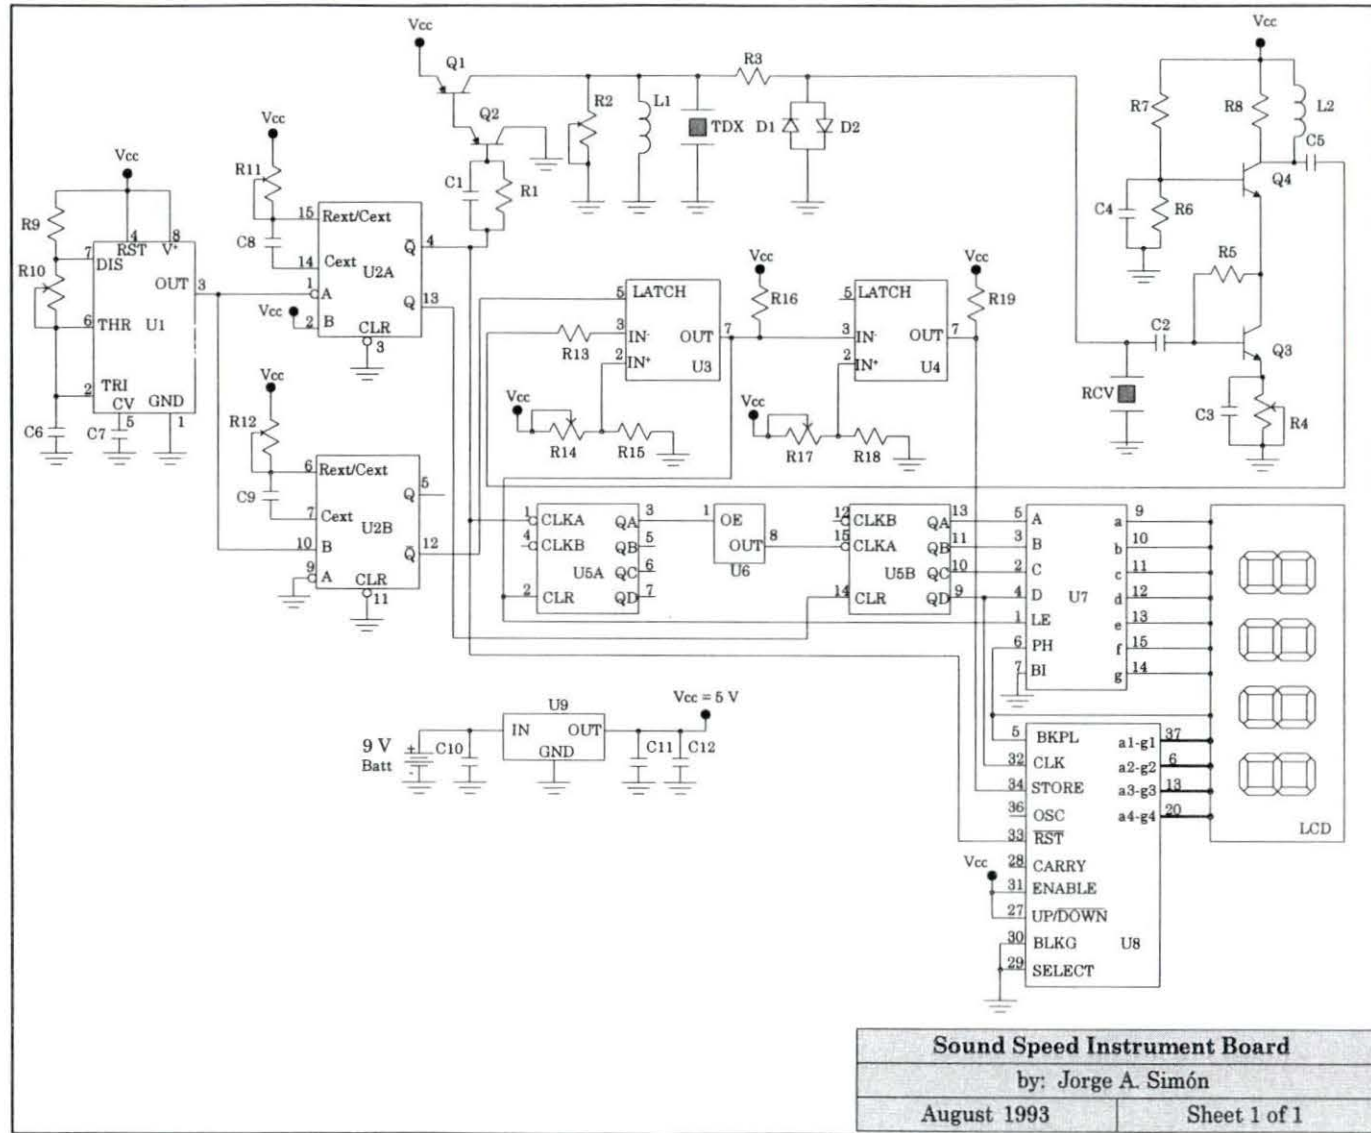 Vcc
Q1
Q2
R3
R2
L1
TDX
D1
D2
C1
R1
Vcc
R7
R8
L2
C5
Q4
C4
R6
R5
C2
Q3
RCV
C3
R4
Vcc
R9
R10
4 8
RST V+
7
DIS
OUT 3
6
THR U1
2
TRI
CV GND
5 1
C6
C7
Vcc
R11
C8
15 Rext/Cext
14 Cext
U2A
1 A
Vcc
2 B
CLR
3
Q̅ 4
Q 13
Vcc
R12
C9
6 Rext/Cext
7 Cext
U2B
10 B
9 A
CLR
11
Q 5
Q̅ 12
5 LATCH
3 IN-
R13
2 IN+
OUT 7
U3
Vcc
R14
R15
Vcc
R16
5 LATCH
3 IN-
2 IN+
OUT 7
U4
Vcc
R17
R18
Vcc
R19
1 CLKA QA 3
4 CLKB QB 5
U5A QC 6
2 CLR QD 7
1 OE
OUT 8
U6
12 CLKB QA 13
15 CLKA QB 11
U5B QC 10
14 CLR QD 9
5 A a 9
3 B b 10
2 C c 11
4 D d 12
U7
1 LE e 13
6 PH f 15
7 BI g 14
5 BKPL a1-g1 37
32 CLK a2-g2 6
34 STORE a3-g3 13
36 OSC a4-g4 20
33 R̅S̅T̅
28 CARRY
Vcc
31 ENABLE
27 UP/D̅O̅W̅N̅
30 BLKG U8
29 SELECT
LCD
9 V
Batt
+
-
C10
U9
IN OUT
GND
C11
C12
Vcc = 5 V
Sound Speed Instrument Board
by: Jorge A. Simón
August 1993 Sheet 1 of 1